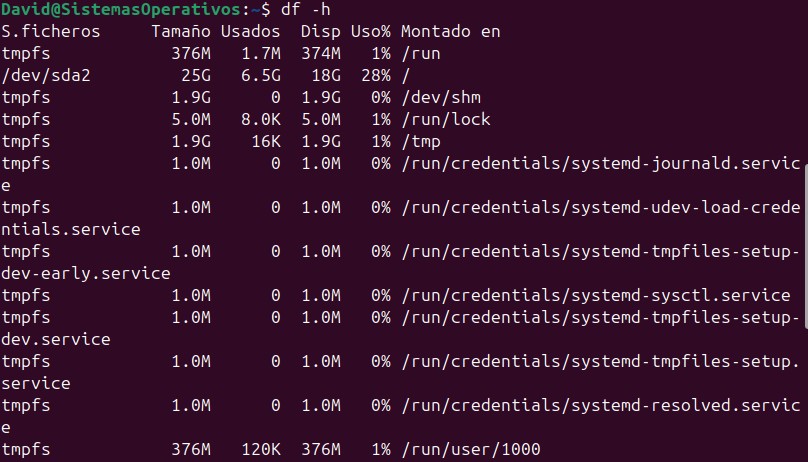 David@SistemasOperativos:~$ df -h
S.ficheros     Tamaño Usados  Disp Uso% Montado en
tmpfs            376M   1.7M  374M   1% /run
/dev/sda2         25G   6.5G   18G  28% /
tmpfs            1.9G      0  1.9G   0% /dev/shm
tmpfs            5.0M   8.0K  5.0M   1% /run/lock
tmpfs            1.9G    16K  1.9G   1% /tmp
tmpfs            1.0M      0  1.0M   0% /run/credentials/systemd-journald.servic
e
tmpfs            1.0M      0  1.0M   0% /run/credentials/systemd-udev-load-crede
ntials.service
tmpfs            1.0M      0  1.0M   0% /run/credentials/systemd-tmpfiles-setup-
dev-early.service
tmpfs            1.0M      0  1.0M   0% /run/credentials/systemd-sysctl.service
tmpfs            1.0M      0  1.0M   0% /run/credentials/systemd-tmpfiles-setup-
dev.service
tmpfs            1.0M      0  1.0M   0% /run/credentials/systemd-tmpfiles-setup.
service
tmpfs            1.0M      0  1.0M   0% /run/credentials/systemd-resolved.servic
e
tmpfs            376M   120K  376M   1% /run/user/1000